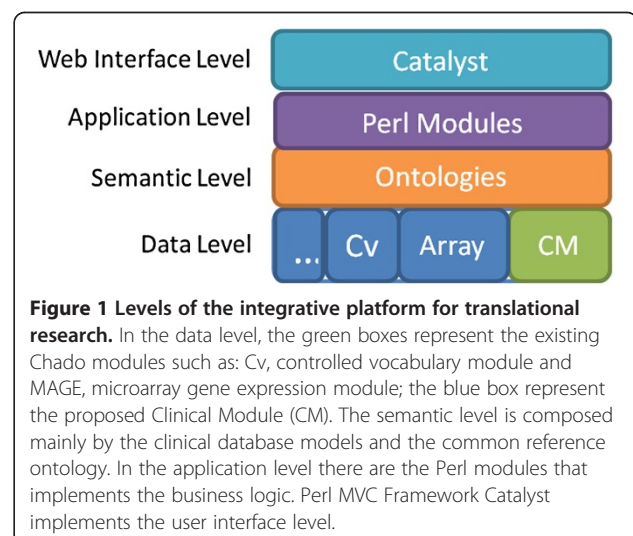 Web Interface Level Catalyst
Application Level Perl Modules
Semantic Level Ontologies
Data Level ... Cv Array CM
Figure 1 Levels of the integrative platform for translational
research. In the data level, the green boxes represent the existing
Chado modules such as: Cv, controlled vocabulary module and
MAGE, microarray gene expression module; the blue box represent
the proposed Clinical Module (CM). The semantic level is composed
mainly by the clinical database models and the common reference
ontology. In the application level there are the Perl modules that
implements the business logic. Perl MVC Framework Catalyst
implements the user interface level.